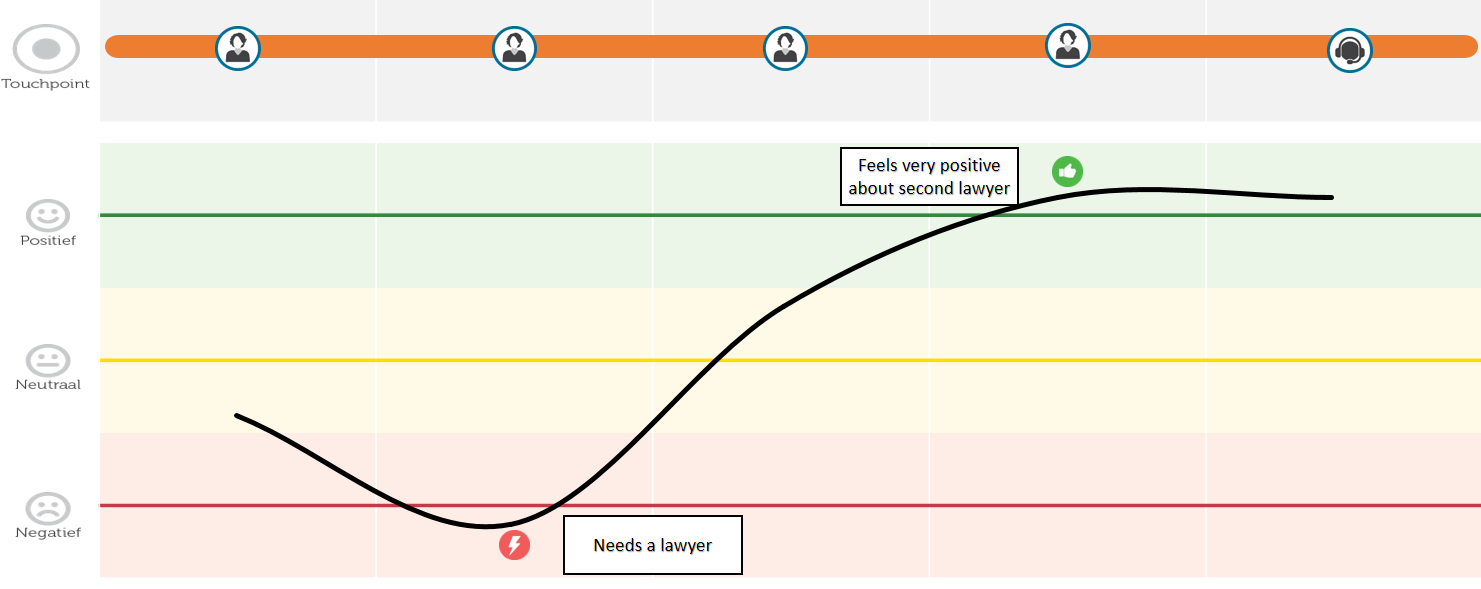 Touchpoint
Feels very positive
about second lawyer
Positief
Neutraal
Negatief
Needs a lawyer